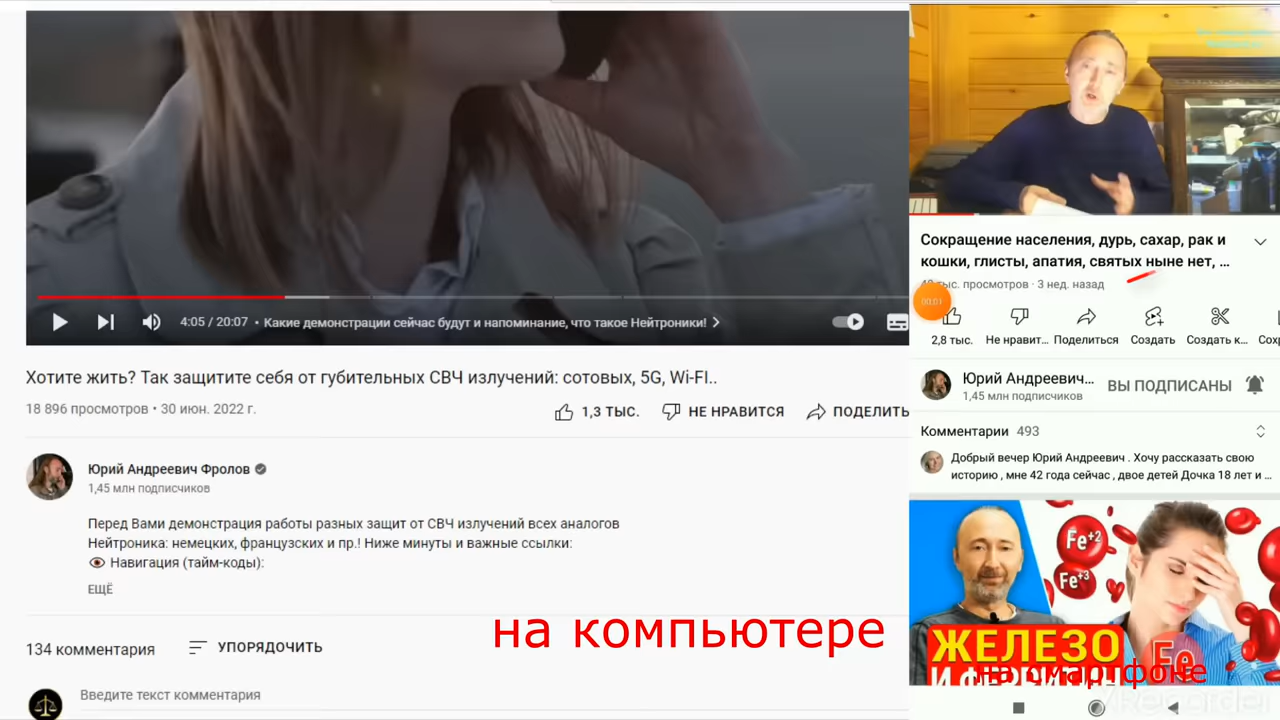 4:05 / 20:07 • Какие демонстрации сейчас будут и напоминание, что такое Нейтроники!
Хотите жить? Так защитите себя от губительных СВЧ излучений: сотовых, 5G, Wi-FI..
18 896 просмотров • 30 июн. 2022 г.
1,3 ТЫС.
НЕ НРАВИТСЯ
ПОДЕЛИТЬ
Юрий Андреевич Фролов
1,45 млн подписчиков
Перед Вами демонстрация работы разных защит от СВЧ излучений всех аналогов
Нейтроника: немецких, французских и пр.! Ниже минуты и важные ссылки:
Навигация (тайм-коды):
ЕЩЁ
134 комментария
УПОРЯДОЧИТЬ
Введите текст комментария
на компьютере
Сокращение населения, дурь, сахар, рак и
кошки, глисты, апатия, святых ныне нет, ...
тыс. просмотров · 3 нед. назад
00:01
2,8 тыс.
Не нравит...
Поделиться
Создать
Создать к...
Сох
Юрий Андреевич...
1,45 млн подписчиков
ВЫ ПОДПИСАНЫ
Комментарии 493
Добрый вечер Юрий Андреевич . Хочу рассказать свою
историю , мне 42 года сейчас , двое детей Дочка 18 лет и ...
Fe+2
Fe+3
ЖЕЛЕЗО
Fe
на смартфоне